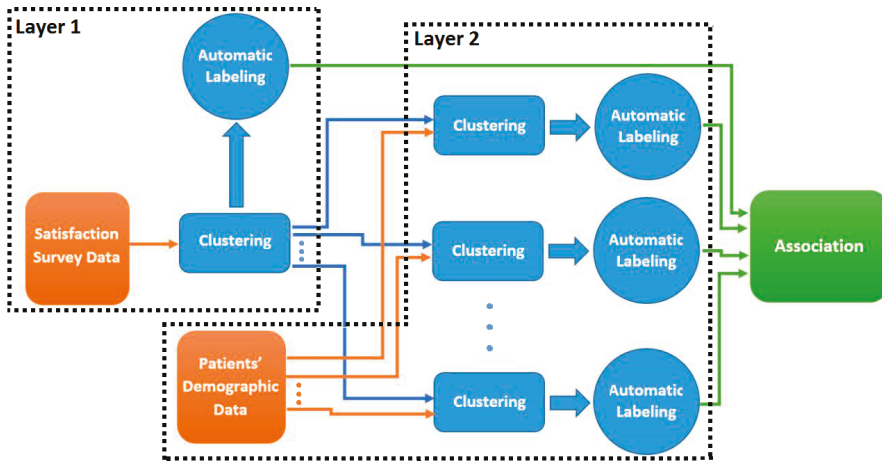 Layer 1
Automatic
Labeling
Satisfaction
Survey Data
Clustering
Layer 2
Clustering
Automatic
Labeling
Clustering
Automatic
Labeling
Patients'
Demographic
Data
Clustering
Automatic
Labeling
Association